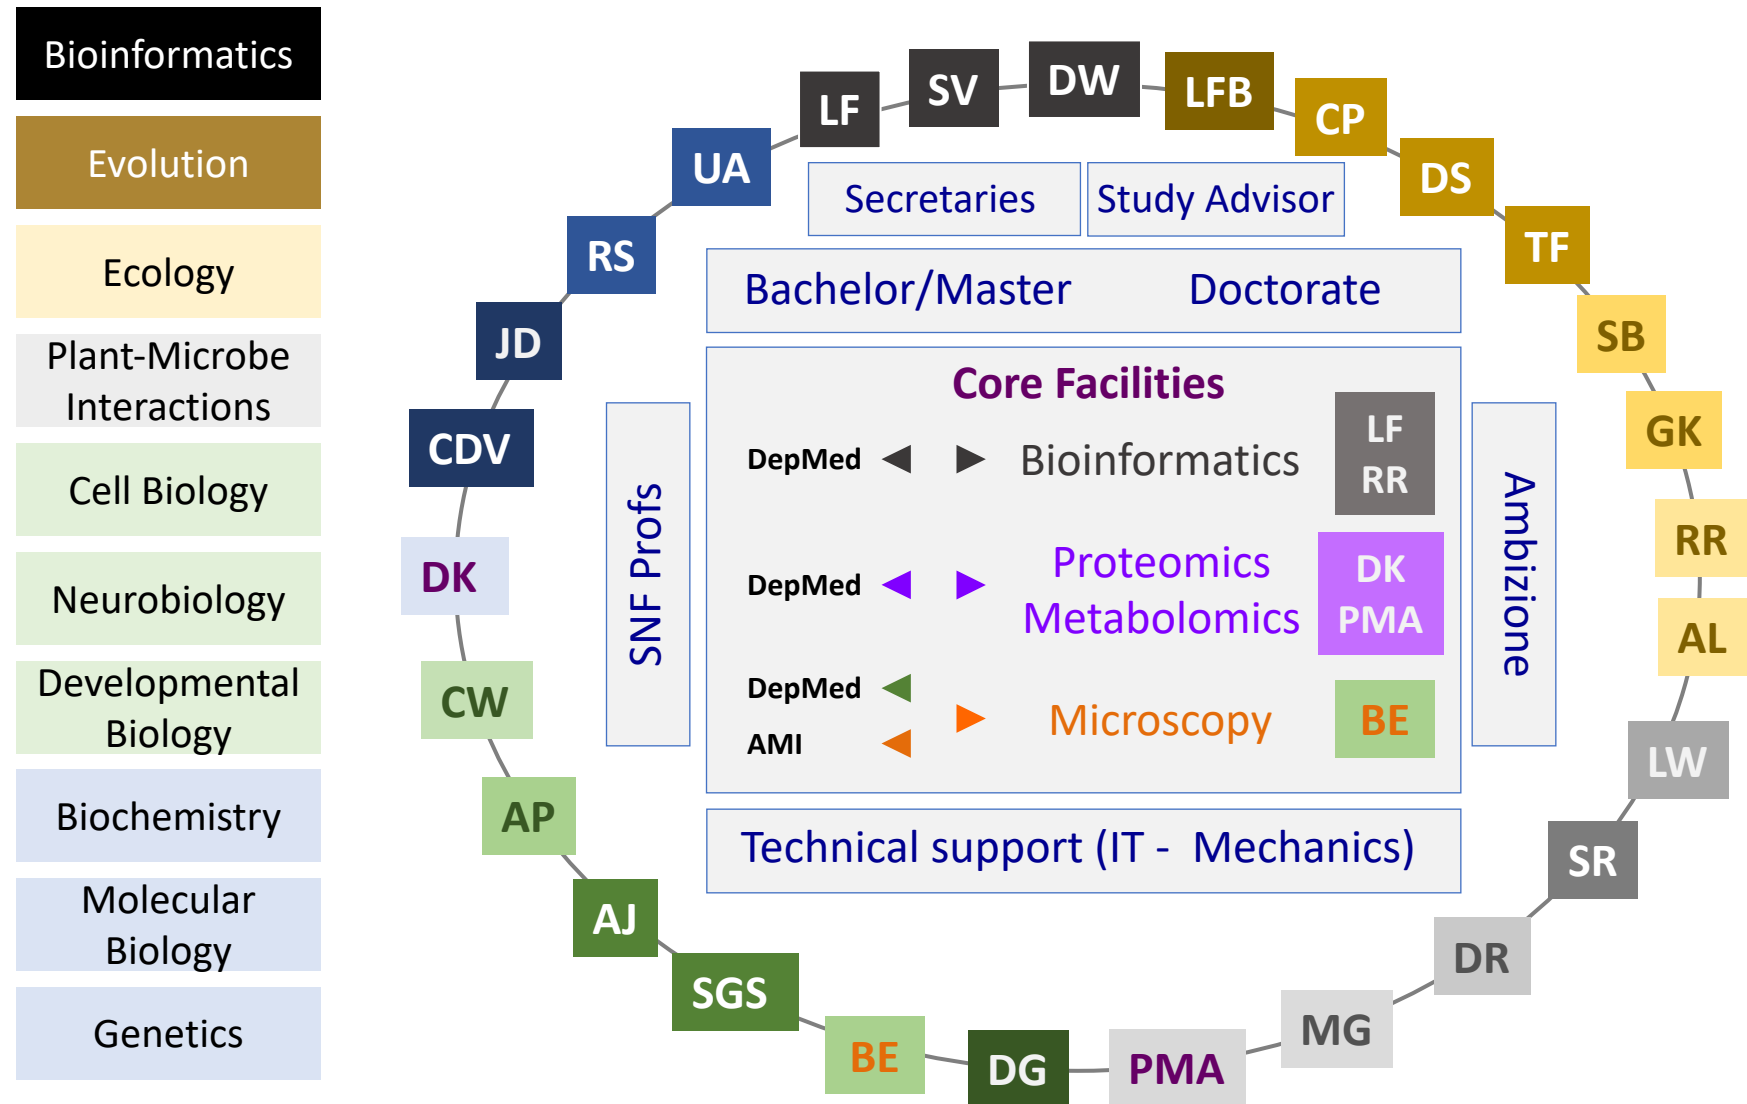 Bioinformatics
Evolution
Ecology
Plant-Microbe
Interactions
Cell Biology
Neurobiology
Developmental
Biology
Biochemistry
Molecular
Biology
Genetics
LF
SV
DW
LFB
CP
DS
TF
SB
GK
RR
AL
LW
SR
DR
MG
PMA
DG
BE
SGS
AJ
AP
CW
DK
CDV
JD
RS
UA
Secretaries
Study Advisor
Bachelor/Master Doctorate
SNF Profs
Core Facilities
DepMed Bioinformatics
LF
RR
DepMed
Proteomics
Metabolomics
DK
PMA
DepMed
AMI
Microscopy
BE
Ambizione
Technical support (IT - Mechanics)